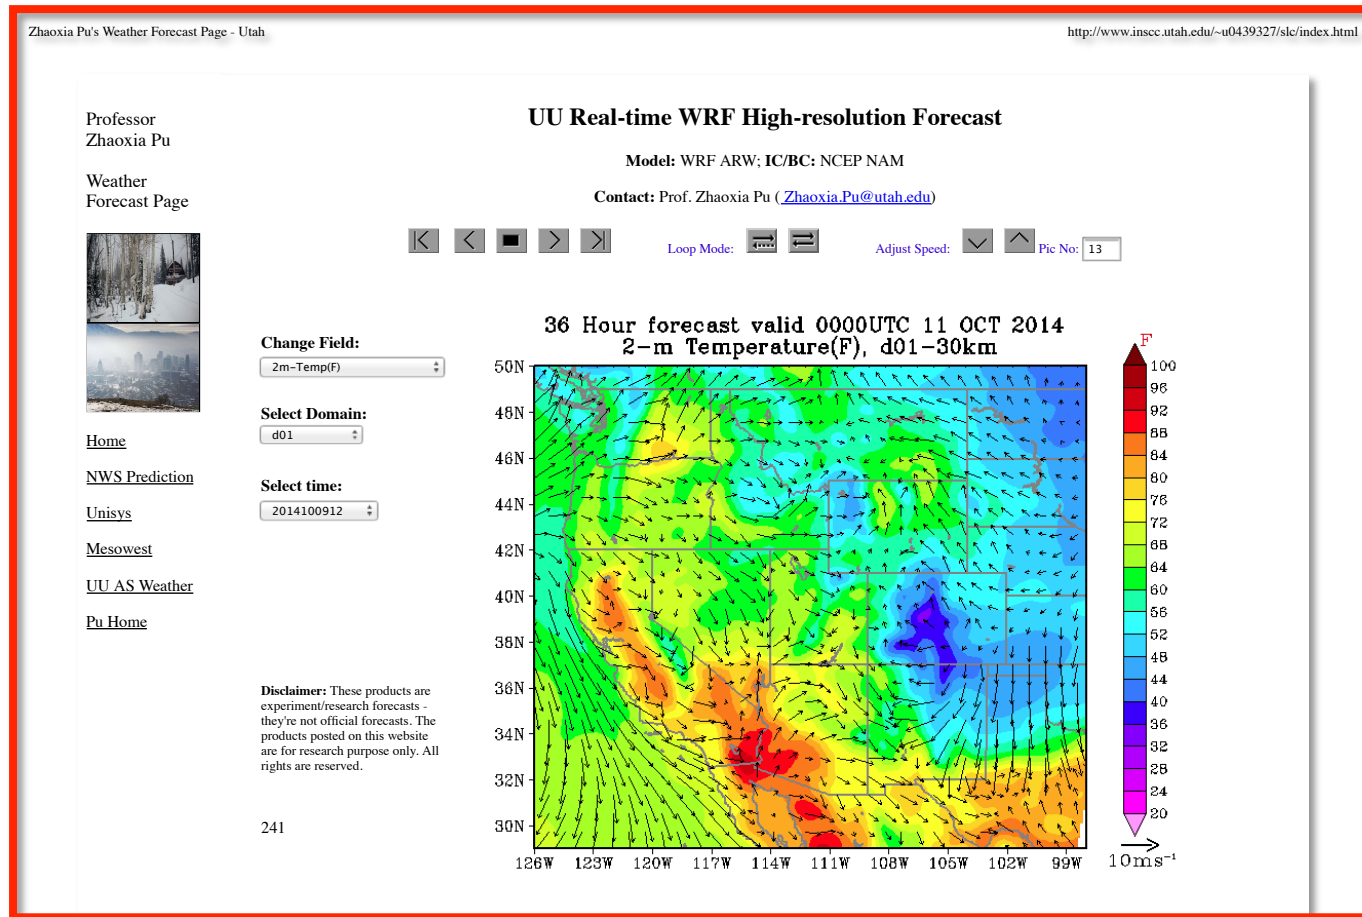 Zhaoxia Pu's Weather Forecast Page - Utah
http://www.inscc.utah.edu/~u0439327/slc/index.html
Professor
Zhaoxia Pu
Weather
Forecast Page
Home
NWS Prediction
Unisys
Mesowest
UU AS Weather
Pu Home
UU Real-time WRF High-resolution Forecast
Model: WRF ARW; IC/BC: NCEP NAM
Contact: Prof. Zhaoxia Pu ( Zhaoxia.Pu@utah.edu)
Loop Mode:
Adjust Speed:
Pic No: 13
Change Field:
2m-Temp(F)
Select Domain:
d01
Select time:
2014100912
Disclaimer: These products are
experiment/research forecasts -
they're not official forecasts. The
products posted on this website
are for research purpose only. All
rights are reserved.
241
36 Hour forecast valid 0000UTC 11 OCT 2014
2-m Temperature(F), d01-30km
50N
48N
46N
44N
42N
40N
38N
36N
34N
32N
30N
126W 123W 120W 117W 114W 111W 108W 105W 102W 99W
F
100
96
92
88
84
80
76
72
68
64
60
56
52
48
44
40
36
32
28
24
20
10ms⁻¹